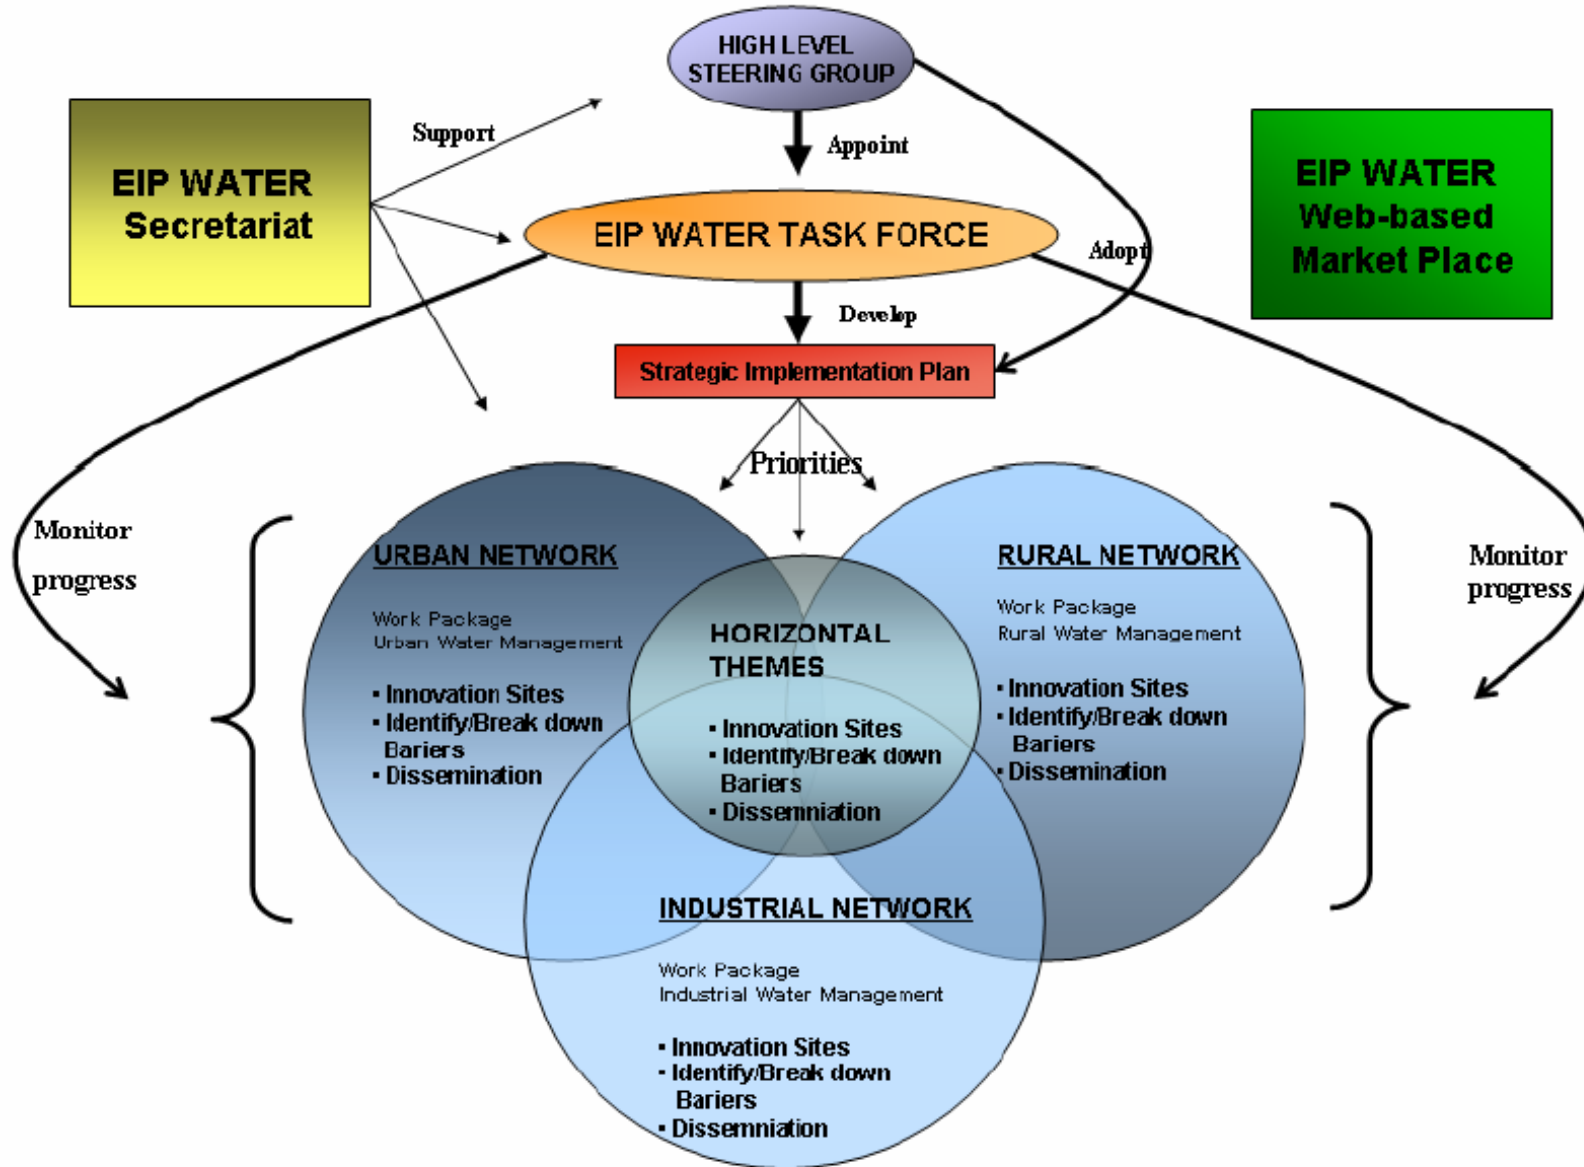 HIGH LEVEL
STEERING GROUP
Support
Appoint
EIP WATER
Secretariat
EIP WATER
Web-based
Market Place
EIP WATER TASK FORCE
Adopt
Develop
Strategic Implementation Plan
Priorities
Monitor
progress
Monitor
progress
URBAN NETWORK
Work Package
Urban Water Management
▪ Innovation Sites
▪ Identify/Break down
Bariers
▪ Dissemination
HORIZONTAL
THEMES
▪ Innovation Sites
▪ Identify/Break down
Bariers
▪ Dissemniation
RURAL NETWORK
Work Package
Rural Water Management
▪ Innovation Sites
▪ Identify/Break down
Bariers
▪ Dissemination
INDUSTRIAL NETWORK
Work Package
Industrial Water Management
▪ Innovation Sites
▪ Identify/Break down
Bariers
▪ Dissemniation